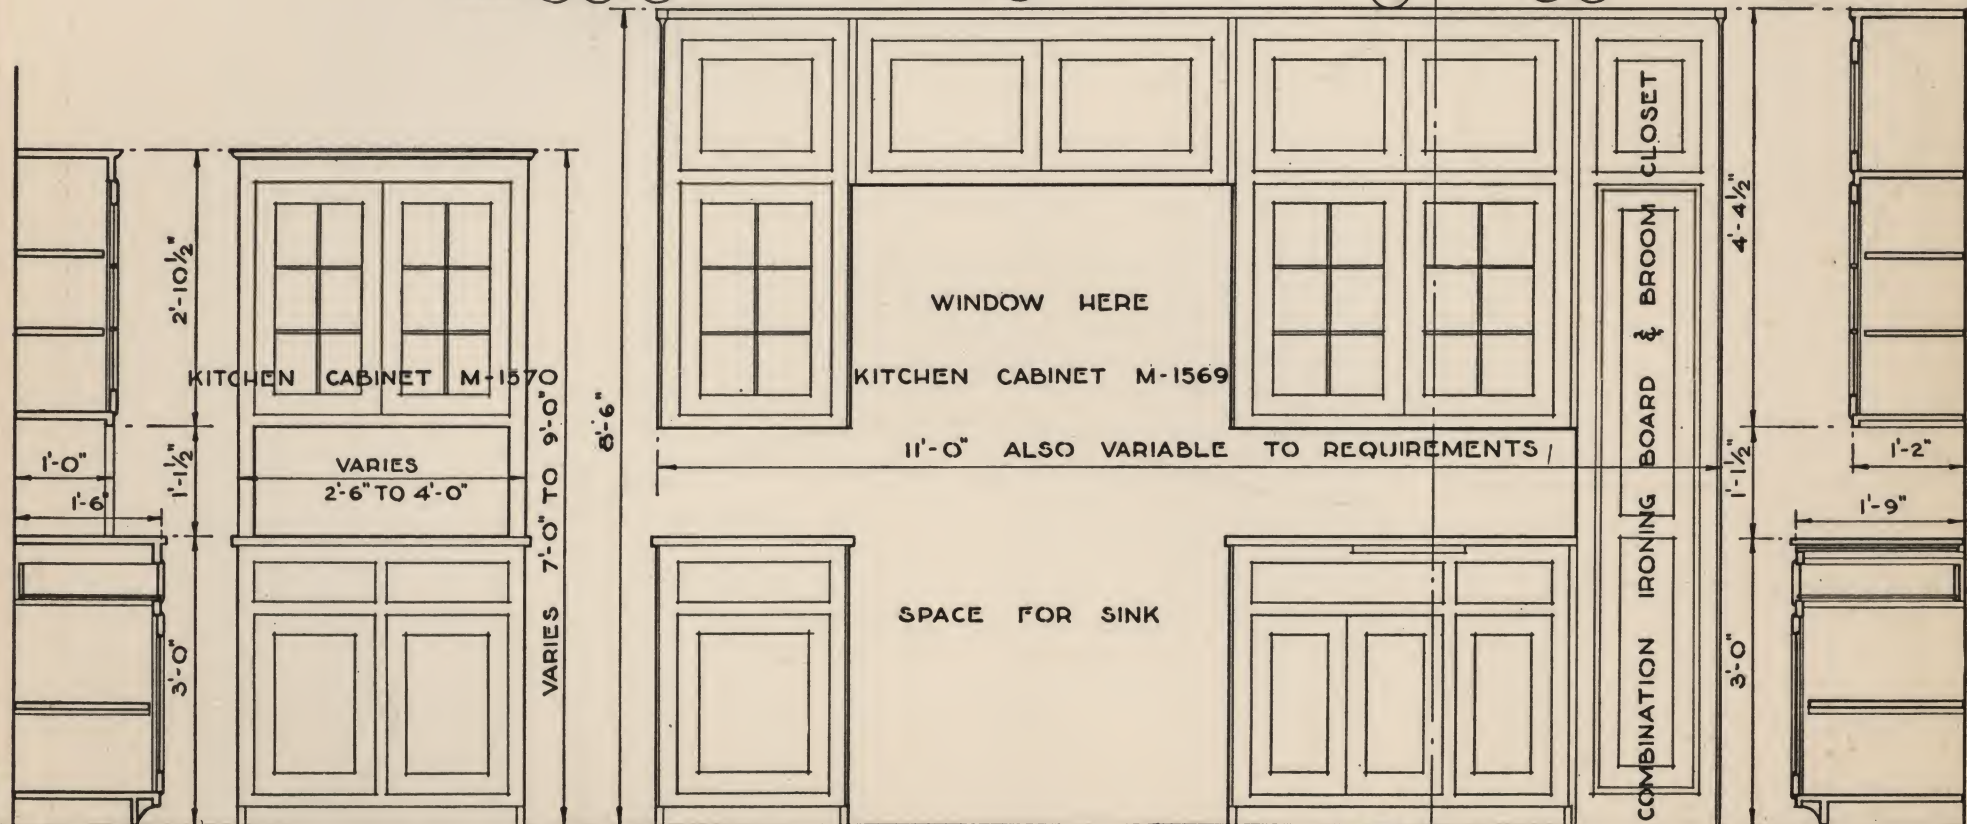 2'-10½"
1'-0"
1'-6"
1'-1½"
3'-0"
KITCHEN CABINET M-1570
VARIES
2'-6" TO 4'-0"
VARIES 7'-0" TO 9'-0"
8'-6"
WINDOW HERE
KITCHEN CABINET M-1569
11'-0" ALSO VARIABLE TO REQUIREMENTS
SPACE FOR SINK
COMBINATION IRONING BOARD & BROOM CLOSET
4'-4½"
1'-1½"
3'-0"
1'-2"
1'-9"